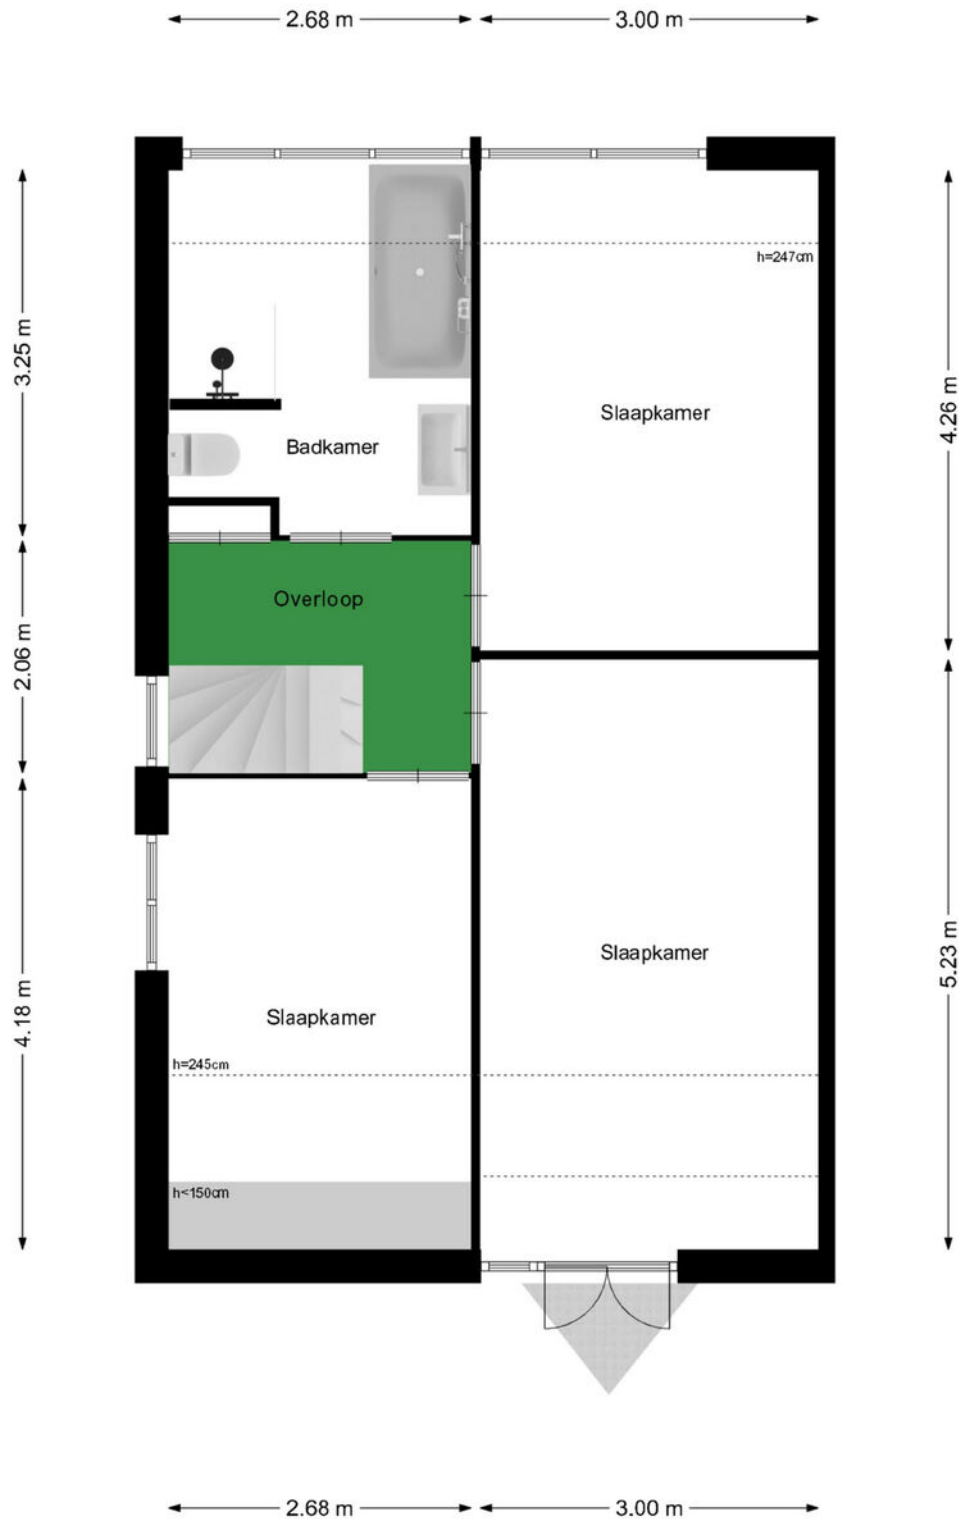 2.68 m 3.00 m
h=247cm
3.25 m
4.26 m
Slaapkamer
Badkamer
Overloop
2.06 m
Slaapkamer
5.23 m
4.18 m
Slaapkamer
h=245cm
h<150cm
2.68 m 3.00 m